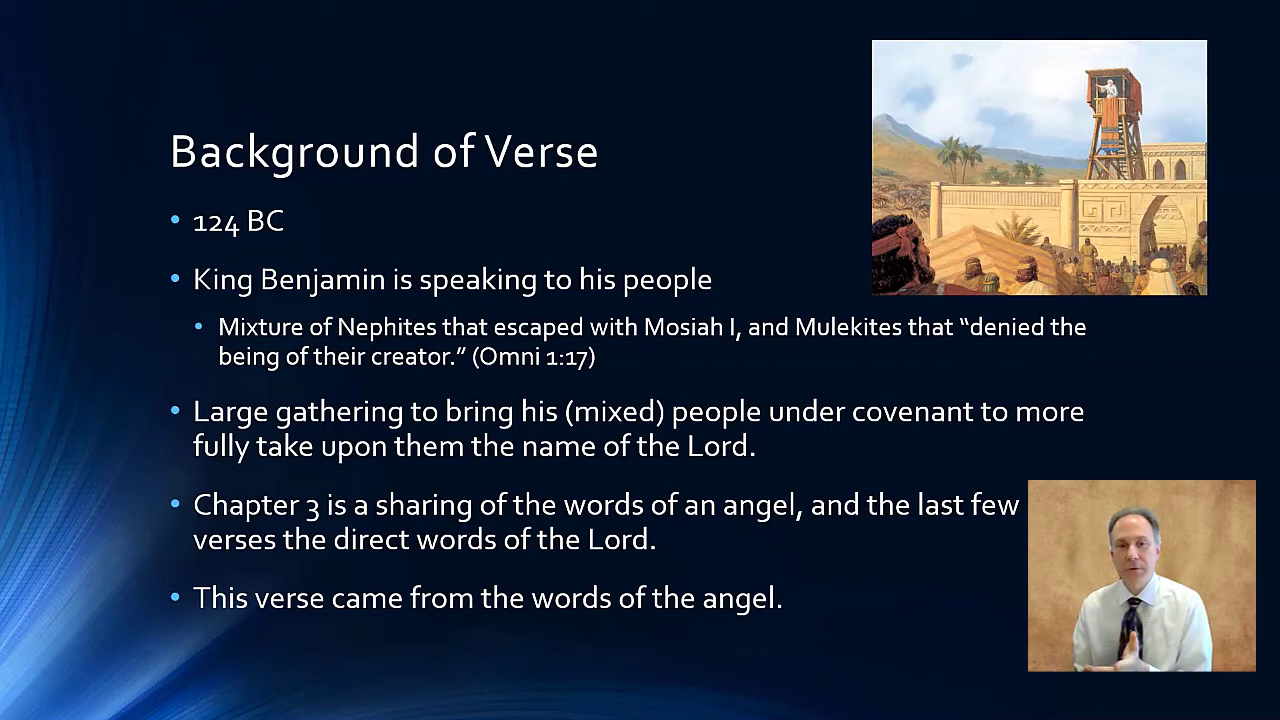 Background of Verse
• 124 BC
• King Benjamin is speaking to his people
• Mixture of Nephites that escaped with Mosiah I, and Mulekites that “denied the
being of their creator.” (Omni 1:17)
• Large gathering to bring his (mixed) people under covenant to more
fully take upon them the name of the Lord.
• Chapter 3 is a sharing of the words of an angel, and the last few
verses the direct words of the Lord.
• This verse came from the words of the angel.